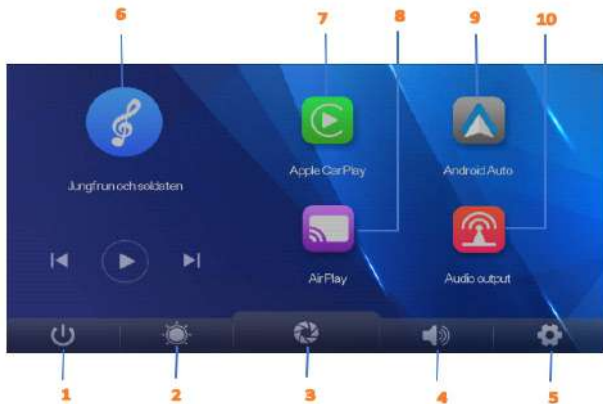 6 7 8 9 10
Jungfrun och soldaten
Apple CarPlay
Android Auto
AirPlay
Audio output
1 2 3 4 5